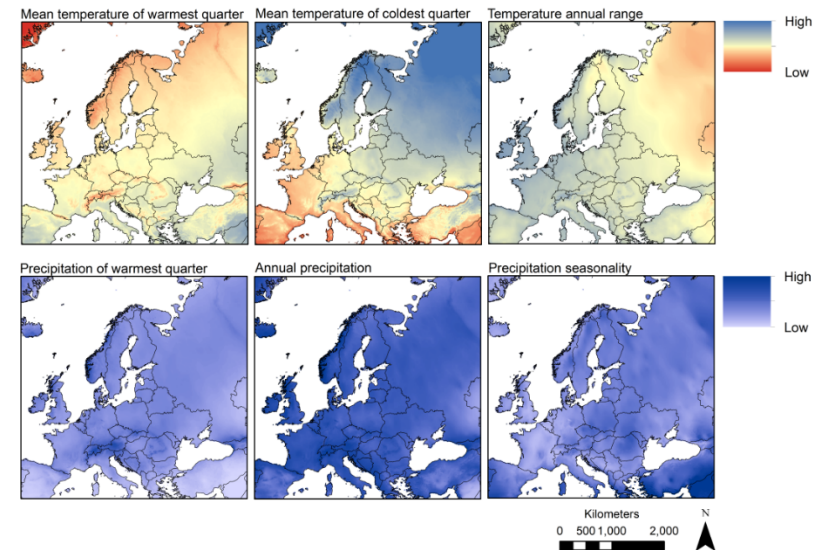 Mean temperature of warmest quarter
Mean temperature of coldest quarter
Temperature annual range
High
Low
Precipitation of warmest quarter
Annual precipitation
Precipitation seasonality
High
Low
Kilometers
N
0 500 1,000 2,000